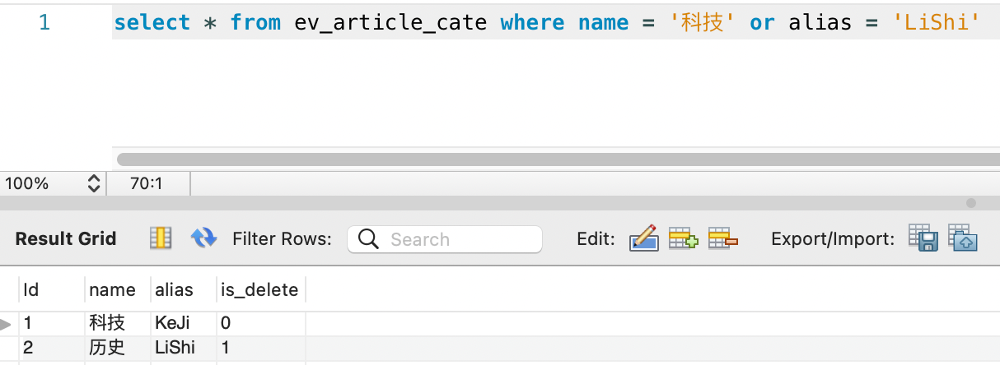 1 select * from ev_article_cate where name = '科技' or alias = 'LiShi'
100% 70:1
Result Grid Filter Rows: Search Edit: Export/Import:
Id name alias is_delete
1 科技 KeJi 0
2 历史 LiShi 1